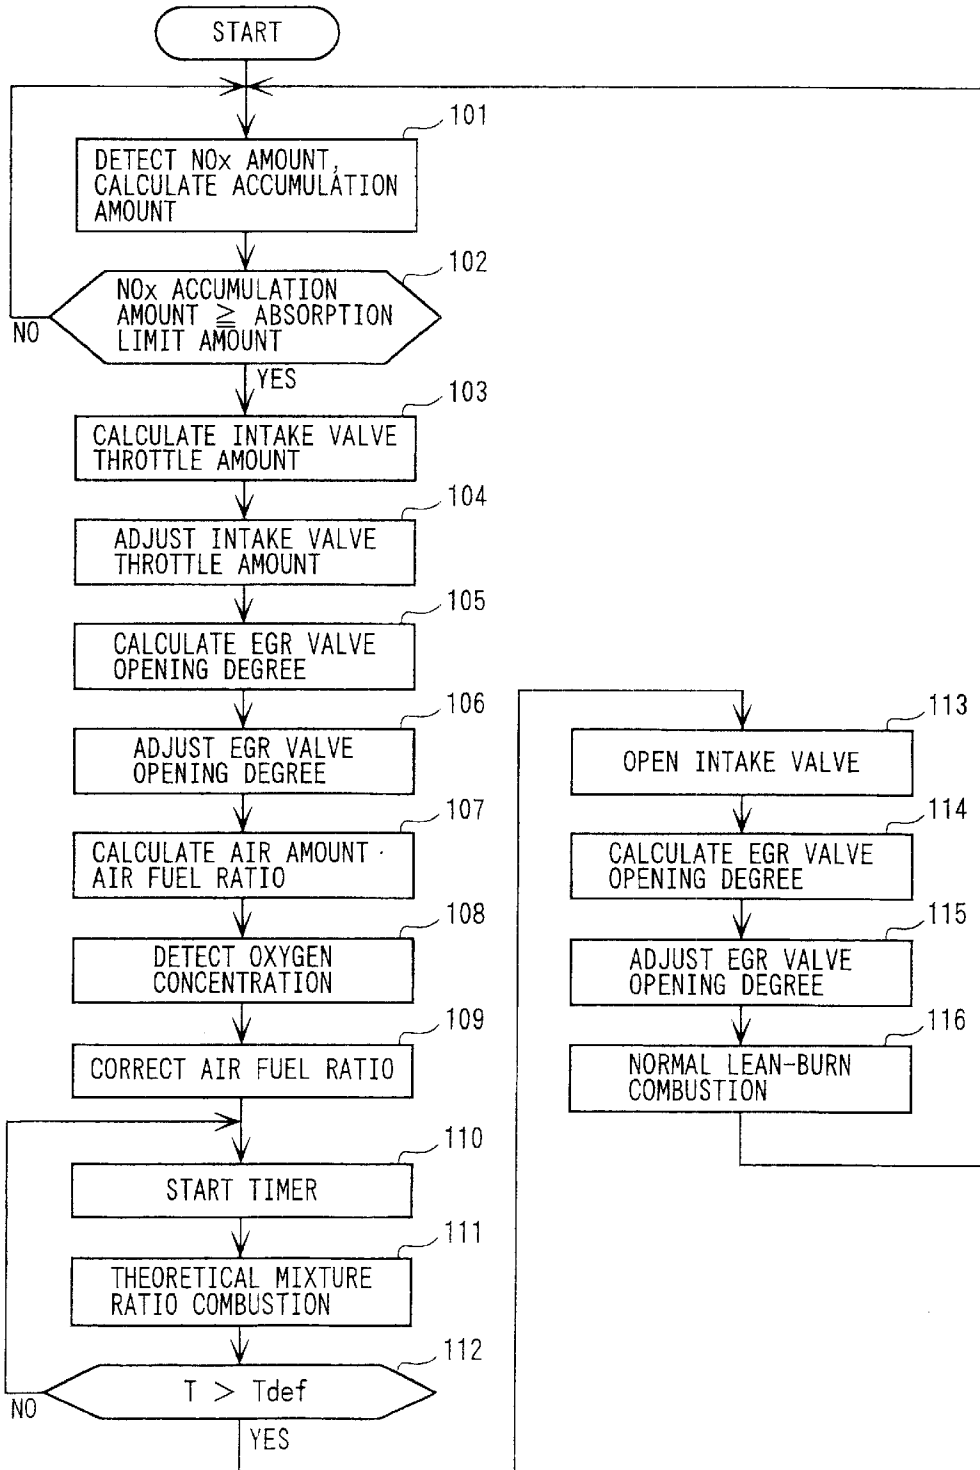 START
101
DETECT NOx AMOUNT,
CALCULATE ACCUMULATION
AMOUNT
102
NOx ACCUMULATION
AMOUNT ≧ ABSORPTION
LIMIT AMOUNT
NO
YES
103
CALCULATE INTAKE VALVE
THROTTLE AMOUNT
104
ADJUST INTAKE VALVE
THROTTLE AMOUNT
105
CALCULATE EGR VALVE
OPENING DEGREE
106
ADJUST EGR VALVE
OPENING DEGREE
107
CALCULATE AIR AMOUNT ·
AIR FUEL RATIO
108
DETECT OXYGEN
CONCENTRATION
109
CORRECT AIR FUEL RATIO
110
START TIMER
111
THEORETICAL MIXTURE
RATIO COMBUSTION
112
T > Tdef
NO
YES
113
OPEN INTAKE VALVE
114
CALCULATE EGR VALVE
OPENING DEGREE
115
ADJUST EGR VALVE
OPENING DEGREE
116
NORMAL LEAN-BURN
COMBUSTION